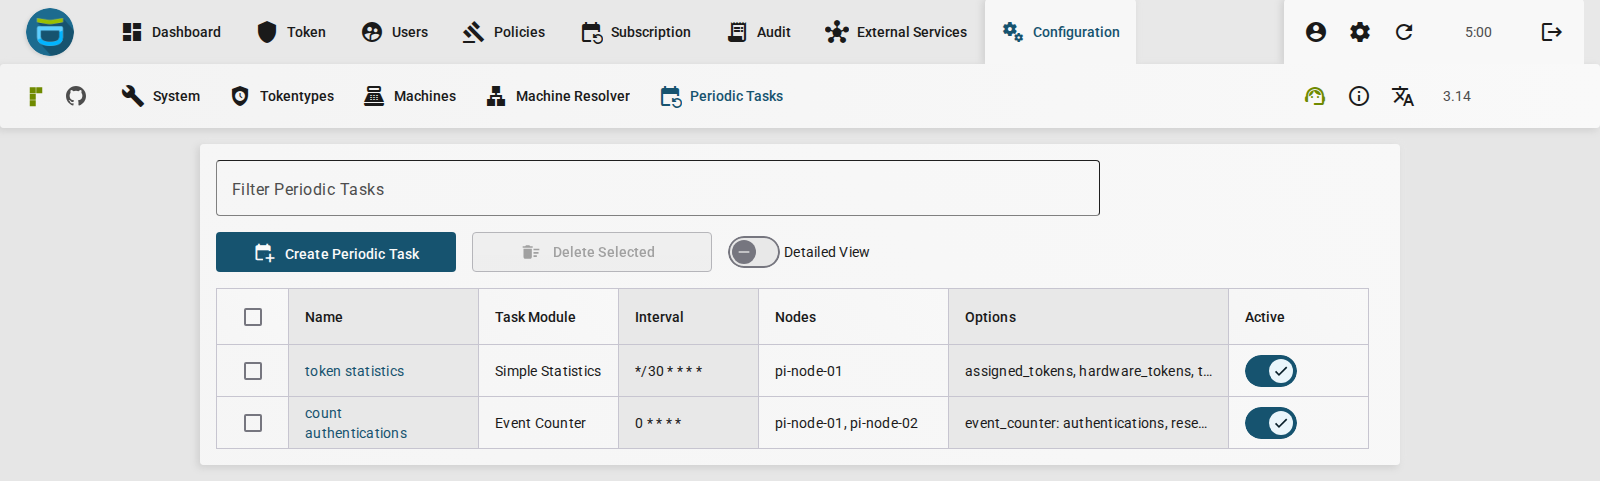 Dashboard Token Users Policies Subscription Audit External Services Configuration 5:00
System Tokentypes Machines Machine Resolver Periodic Tasks 3.14
Filter Periodic Tasks
Create Periodic Task Delete Selected Detailed View
Name Task Module Interval Nodes Options Active
token statistics Simple Statistics */30 * * * * pi-node-01 assigned_tokens, hardware_tokens, t...
count authentications Event Counter 0 * * * * pi-node-01, pi-node-02 event_counter: authentications, rese...